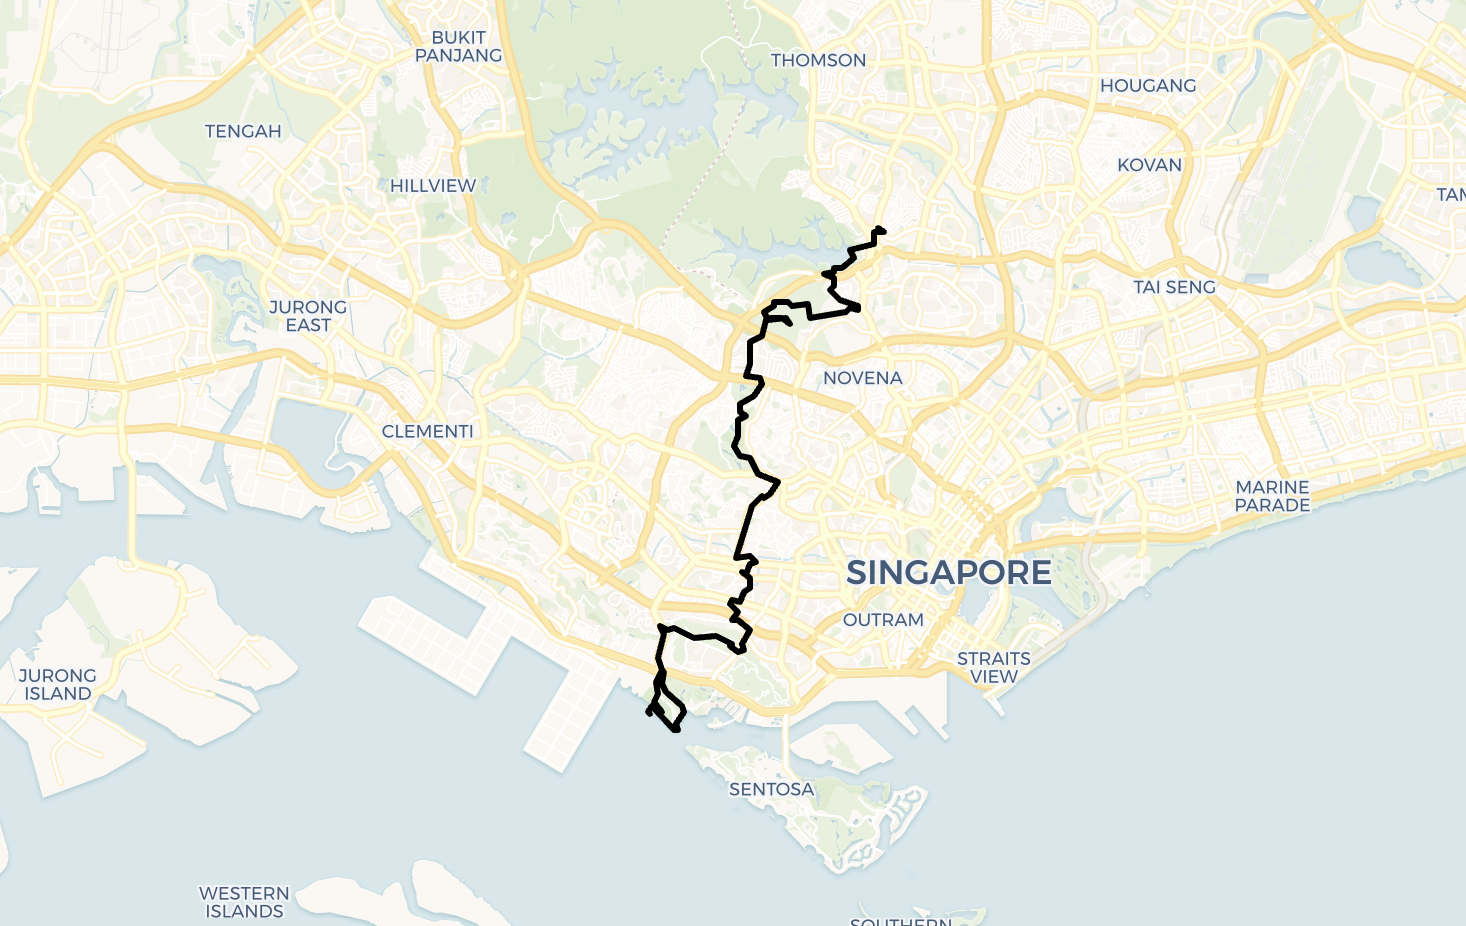 BUKIT
PANJANG
THOMSON
HOUGANG
TENGAH
KOVAN
HILLVIEW
TAI SENG
JURONG
EAST
NOVENA
CLEMENTI
MARINE
PARADE
SINGAPORE
OUTRAM
STRAITS
VIEW
JURONG
ISLAND
SENTOSA
WESTERN
ISLANDS
SOUTHERN